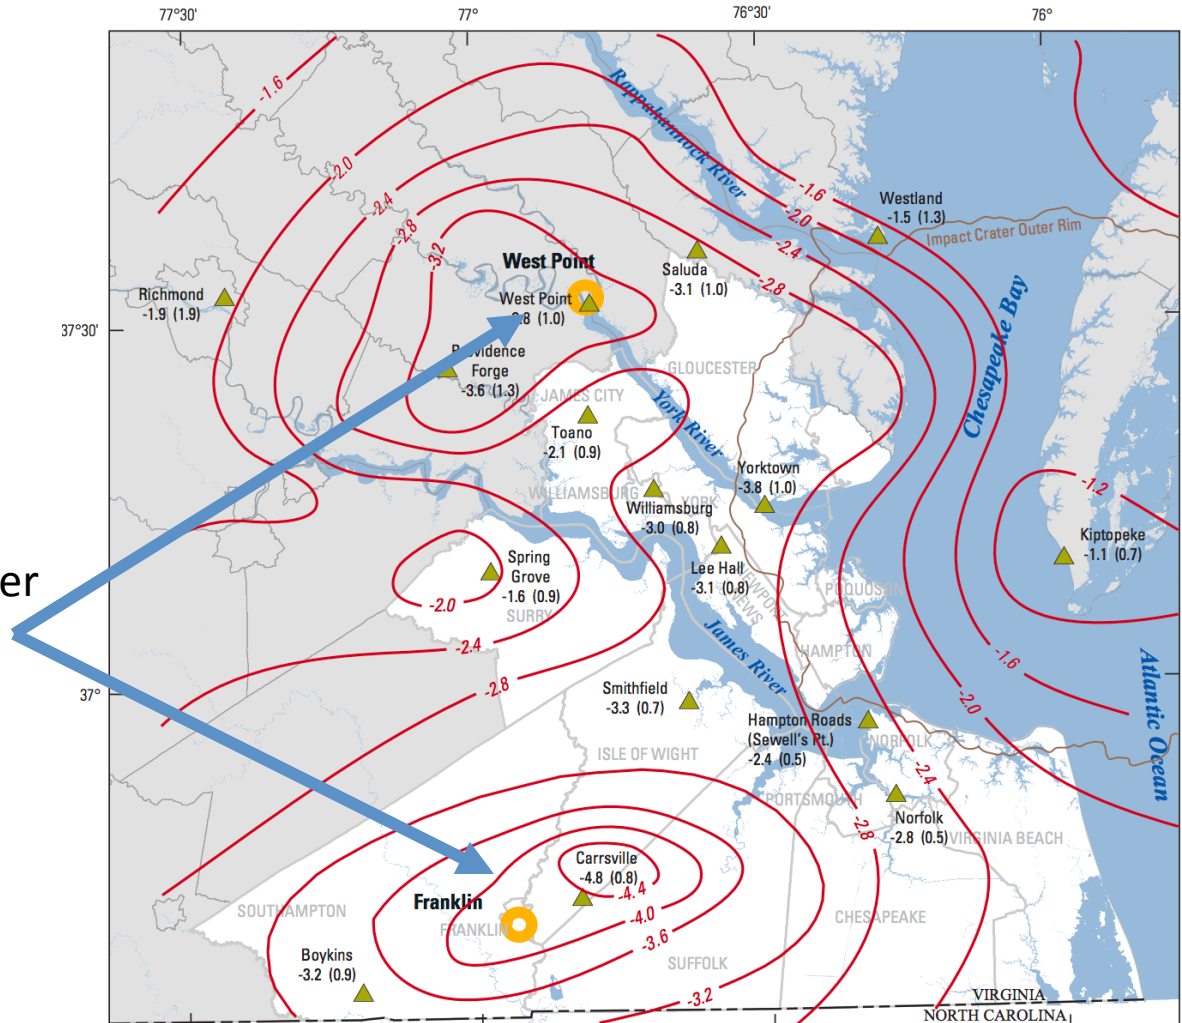 77°30'
77°
76°30'
76°
-1.6
Rappahannock River
-2.0
-1.6
-2.4
Westland
-1.5 (1.3)
-2.0
-2.8
Impact Crater Outer Rim
-2.4
-3.2
West Point
Saluda
-3.1 (1.0)
-2.8
Richmond
-1.9 (1.9)
West Point
.8 (1.0)
37°30'
Chesapeake Bay
Providence
Forge
-3.6 (1.3)
GLOUCESTER
JAMES CITY
York River
Toano
-2.1 (0.9)
Yorktown
-3.8 (1.0)
-1.2
WILLIAMSBURG
YORK
Williamsburg
-3.0 (0.8)
Kiptopeke
-1.1 (0.7)
Spring
Grove
-1.6 (0.9)
Lee Hall
-3.1 (0.8)
er
NEWPORT
NEWS
POQUOSON
-2.0
SURRY
James River
HAMPTON
-2.4
-1.6
37°
-2.8
Smithfield
-3.3 (0.7)
-2.0
Atlantic Ocean
Hampton Roads
(Sewell's Pt.)
-2.4 (0.5)
NORFOLK
ISLE OF WIGHT
-2.4
PORTSMOUTH
Norfolk
-2.8 (0.5)
-2.8
VIRGINIA BEACH
Carrsville
-4.8 (0.8)
-4.4
Franklin
SOUTHAMPTON
-4.0
CHESAPEAKE
FRANKLIN
-3.6
Boykins
-3.2 (0.9)
SUFFOLK
-3.2
VIRGINIA
NORTH CAROLINA